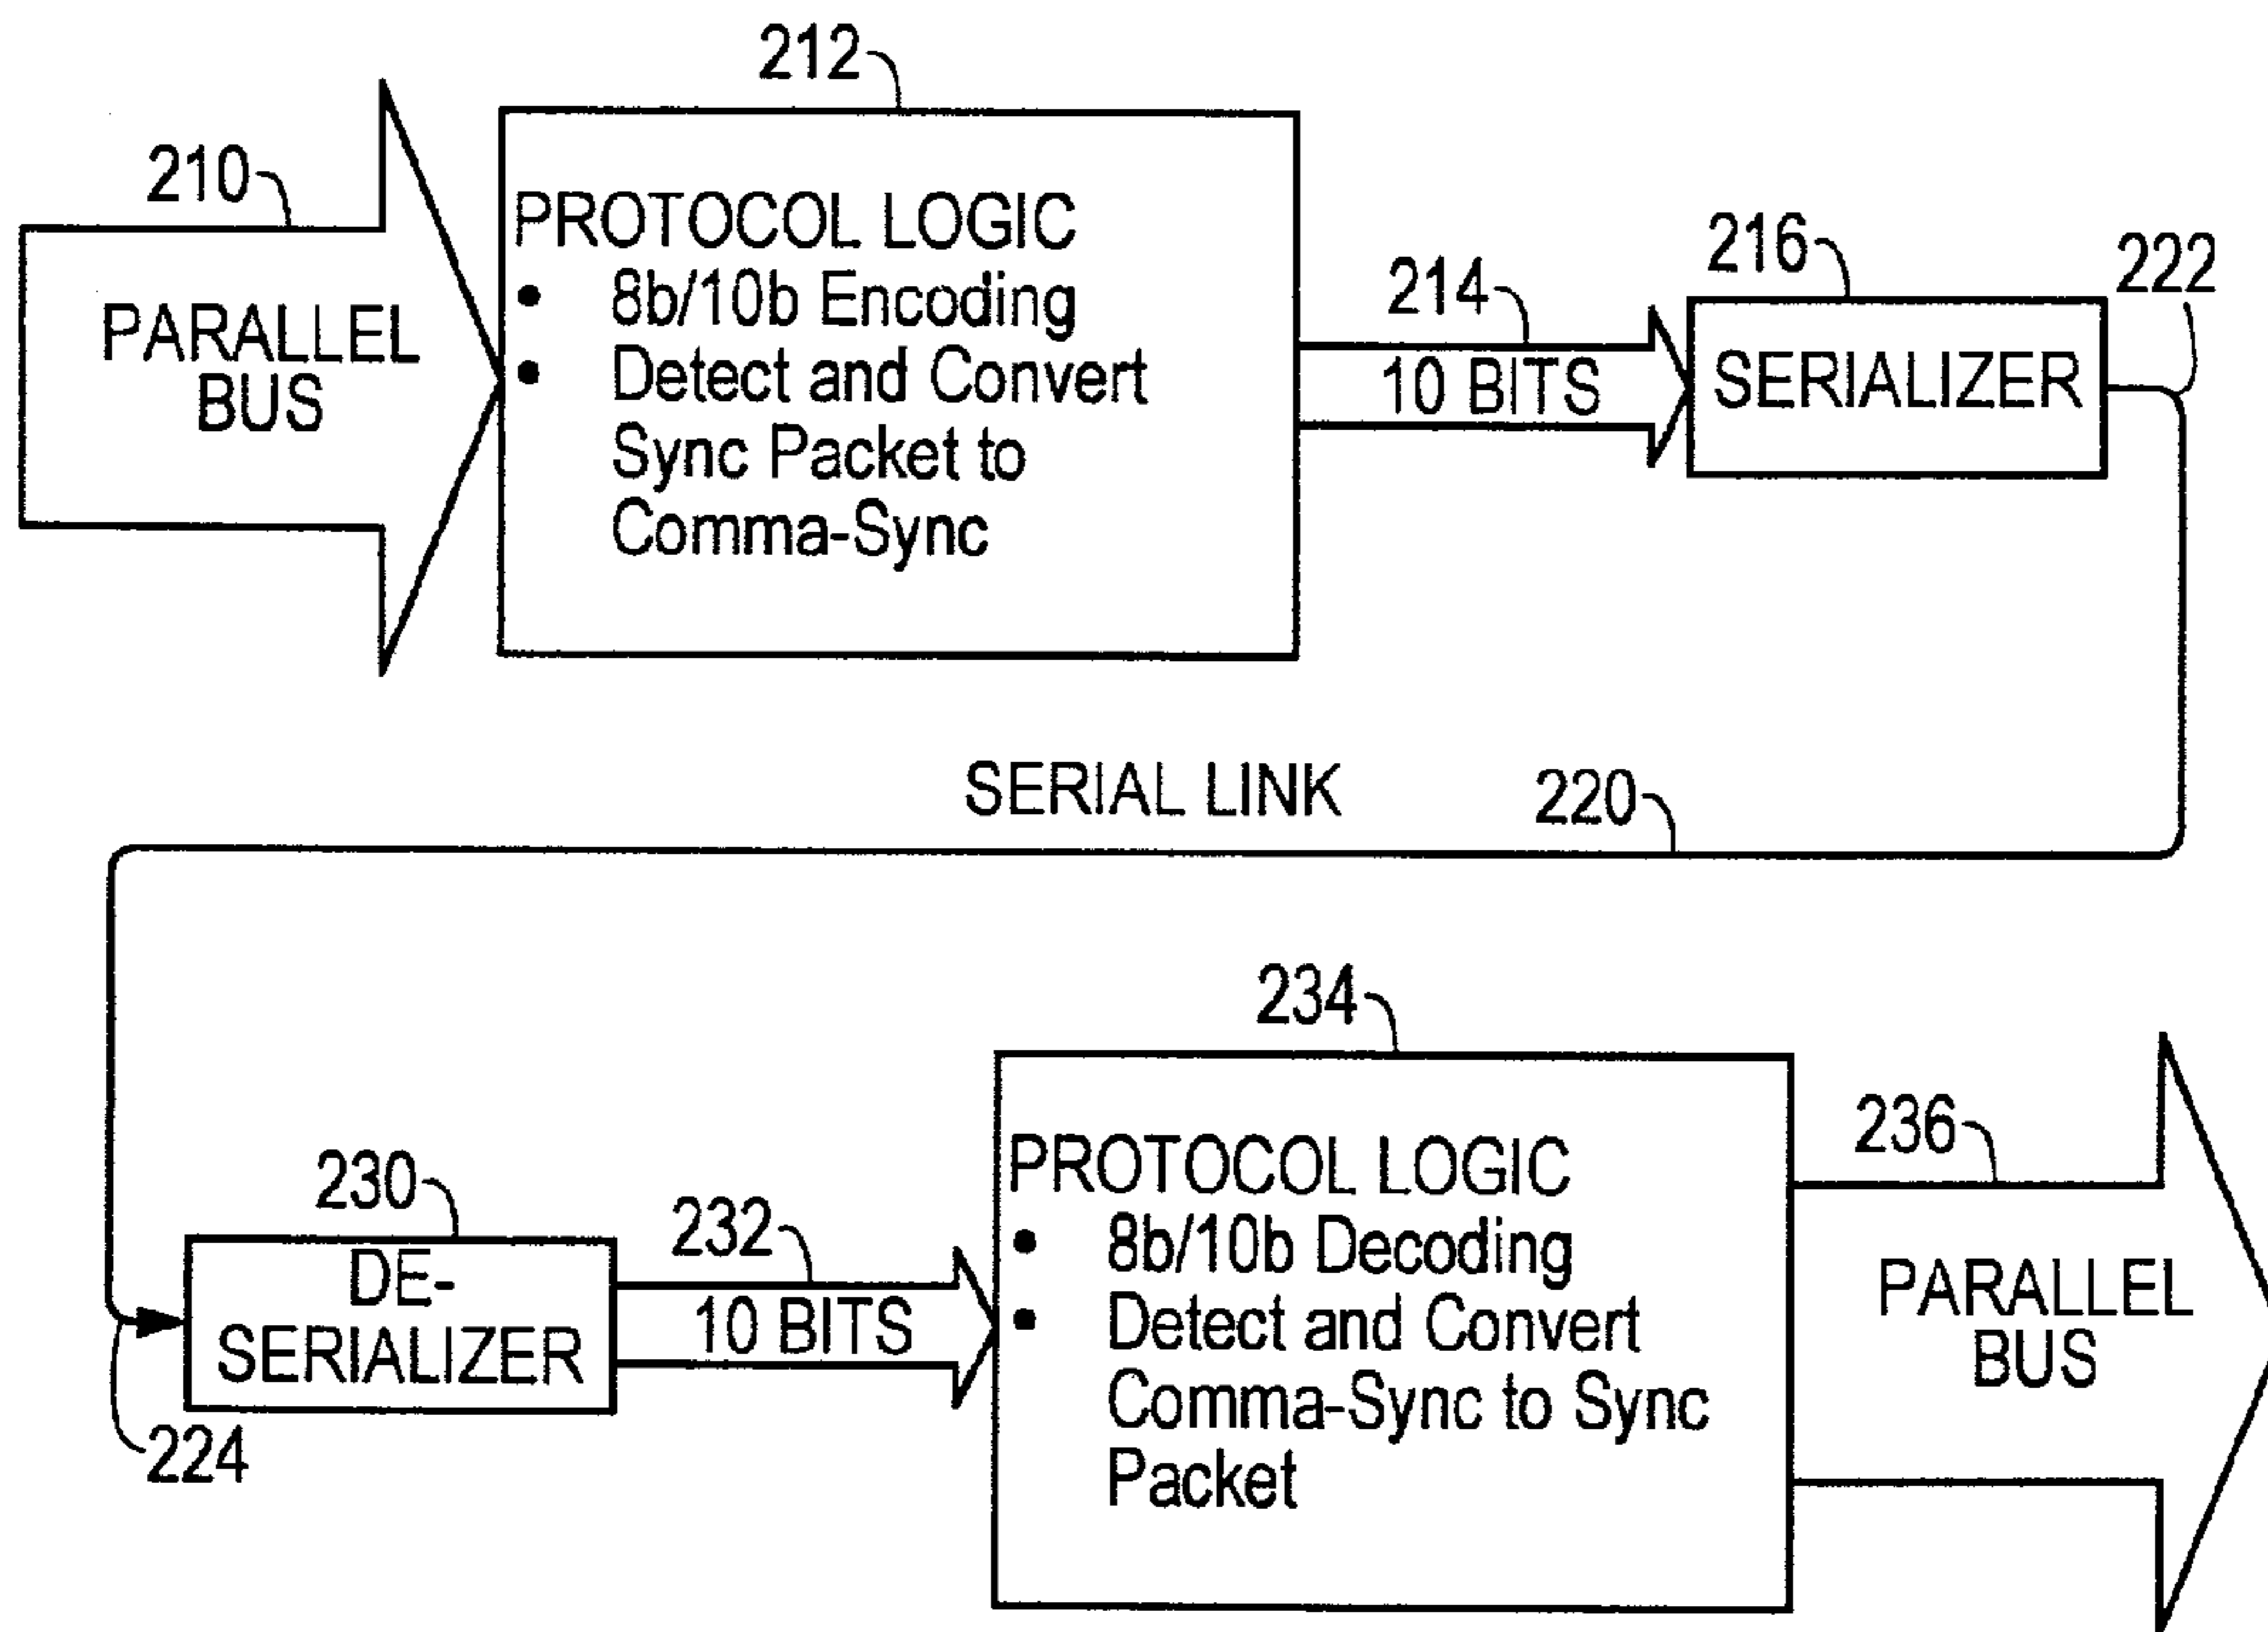 212
210
PARALLEL
BUS
PROTOCOL LOGIC
• 8b/10b Encoding
• Detect and Convert
Sync Packet to
Comma-Sync
214
10 BITS
216
SERIALIZER
222
SERIAL LINK
220
230
DE-
SERIALIZER
224
232
10 BITS
234
PROTOCOL LOGIC
• 8b/10b Decoding
• Detect and Convert
Comma-Sync to Sync
Packet
236
PARALLEL
BUS